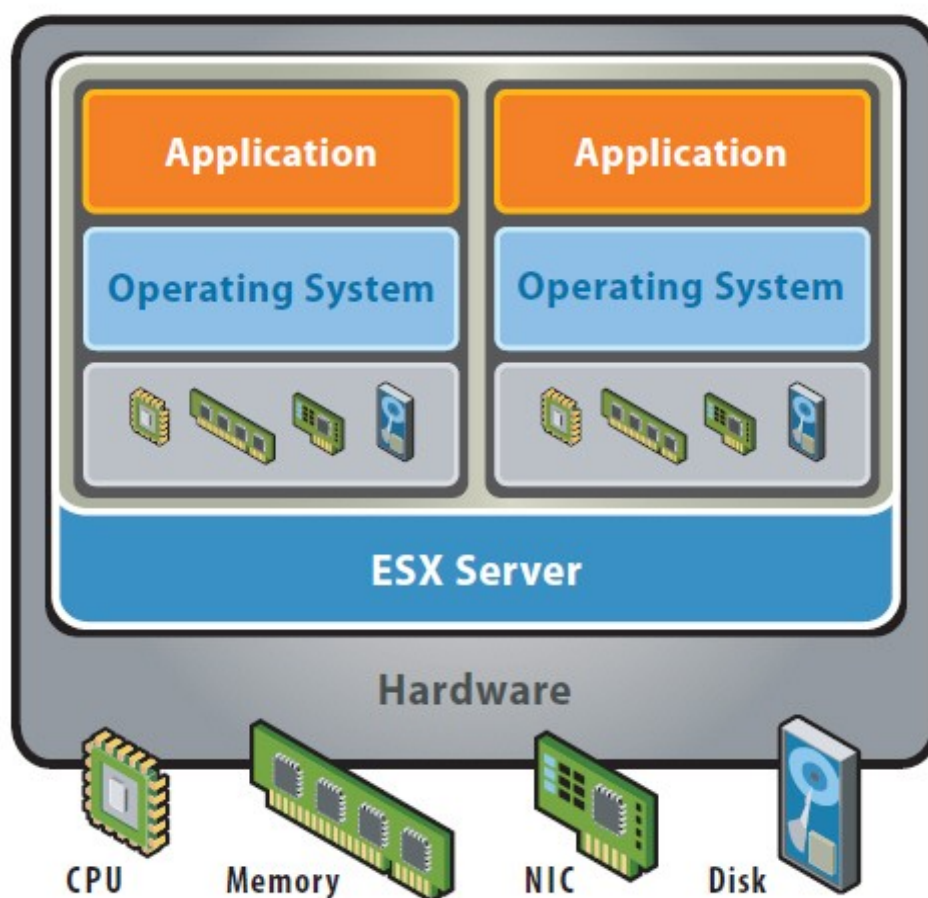 Application
Application
Operating System
Operating System
ESX Server
Hardware
CPU
Memory
NIC
Disk